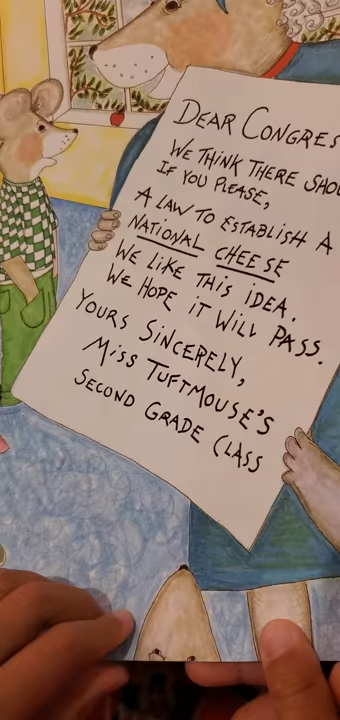 DEAR CONGRES
WE THINK THERE SHOU
IF YOU PLEASE,
A LAW TO ESTABLISH A
NATIONAL CHEESE
WE LIKE THIS IDEA.
WE HOPE IT WILL PASS.
YOURS SINCERELY,
MISS TUFTMOUSE'S
SECOND GRADE CLASS